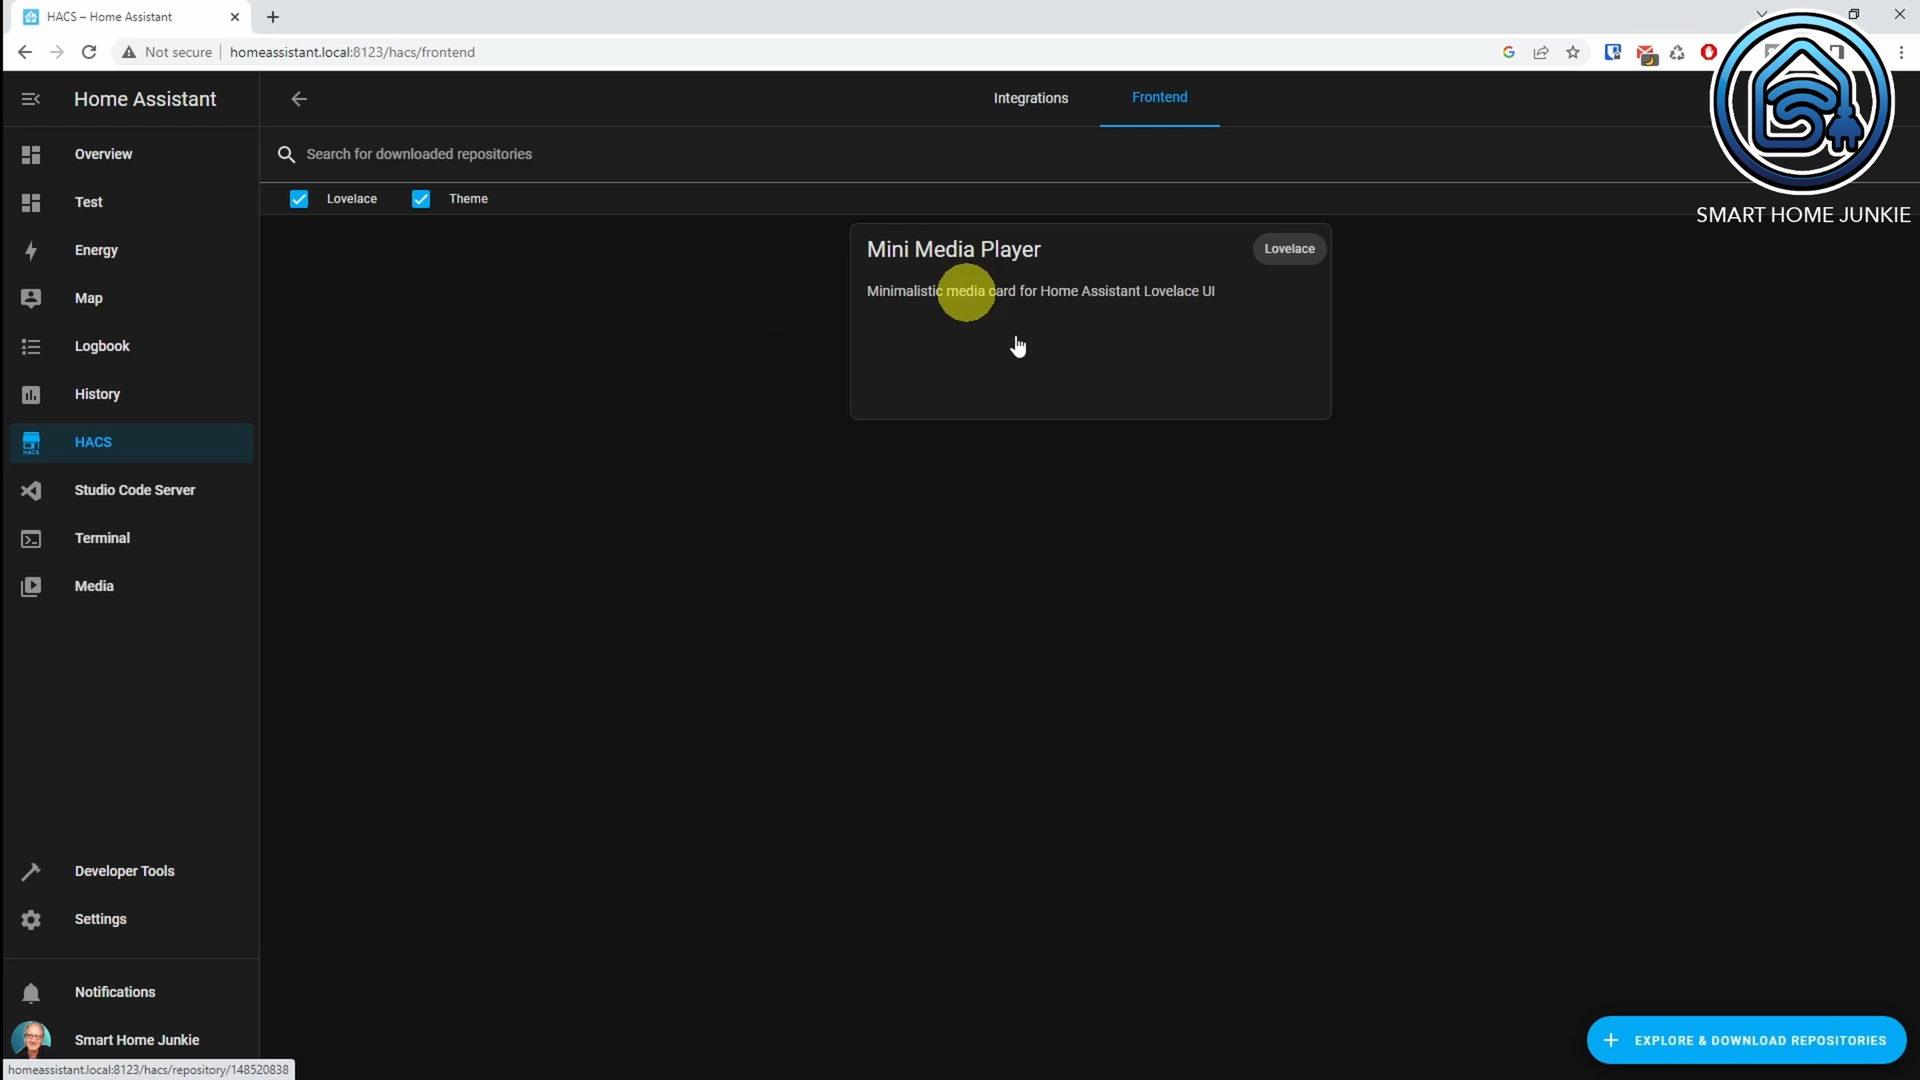 HACS – Home Assistant
Not secure
homeassistant.local:8123/hacs/frontend
Home Assistant
Integrations
Frontend
Overview
Search for downloaded repositories
SMART HOME JUNKIE
Test
Lovelace
Theme
Energy
Mini Media Player
Lovelace
Map
Minimalistic media card for Home Assistant Lovelace UI
Logbook
History
HACS
HACS
Studio Code Server
Terminal
Media
Developer Tools
Settings
Notifications
Smart Home Junkie
EXPLORE & DOWNLOAD REPOSITORIES
homeassistant.local:8123/hacs/repository/148520838